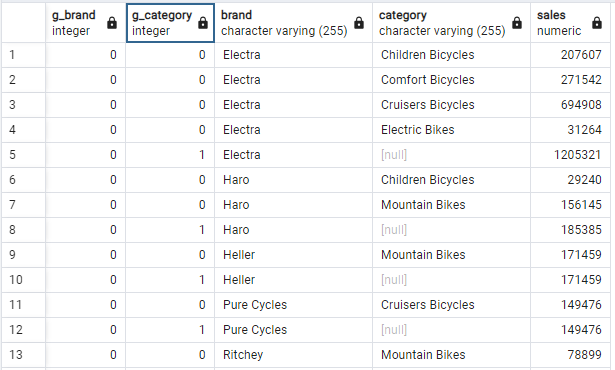 g_brand integer g_category integer brand character varying (255) category character varying (255) sales numeric
1 0 0 Electra Children Bicycles 207607
2 0 0 Electra Comfort Bicycles 271542
3 0 0 Electra Cruisers Bicycles 694908
4 0 0 Electra Electric Bikes 31264
5 0 1 Electra [null] 1205321
6 0 0 Haro Children Bicycles 29240
7 0 0 Haro Mountain Bikes 156145
8 0 1 Haro [null] 185385
9 0 0 Heller Mountain Bikes 171459
10 0 1 Heller [null] 171459
11 0 0 Pure Cycles Cruisers Bicycles 149476
12 0 1 Pure Cycles [null] 149476
13 0 0 Ritchey Mountain Bikes 78899